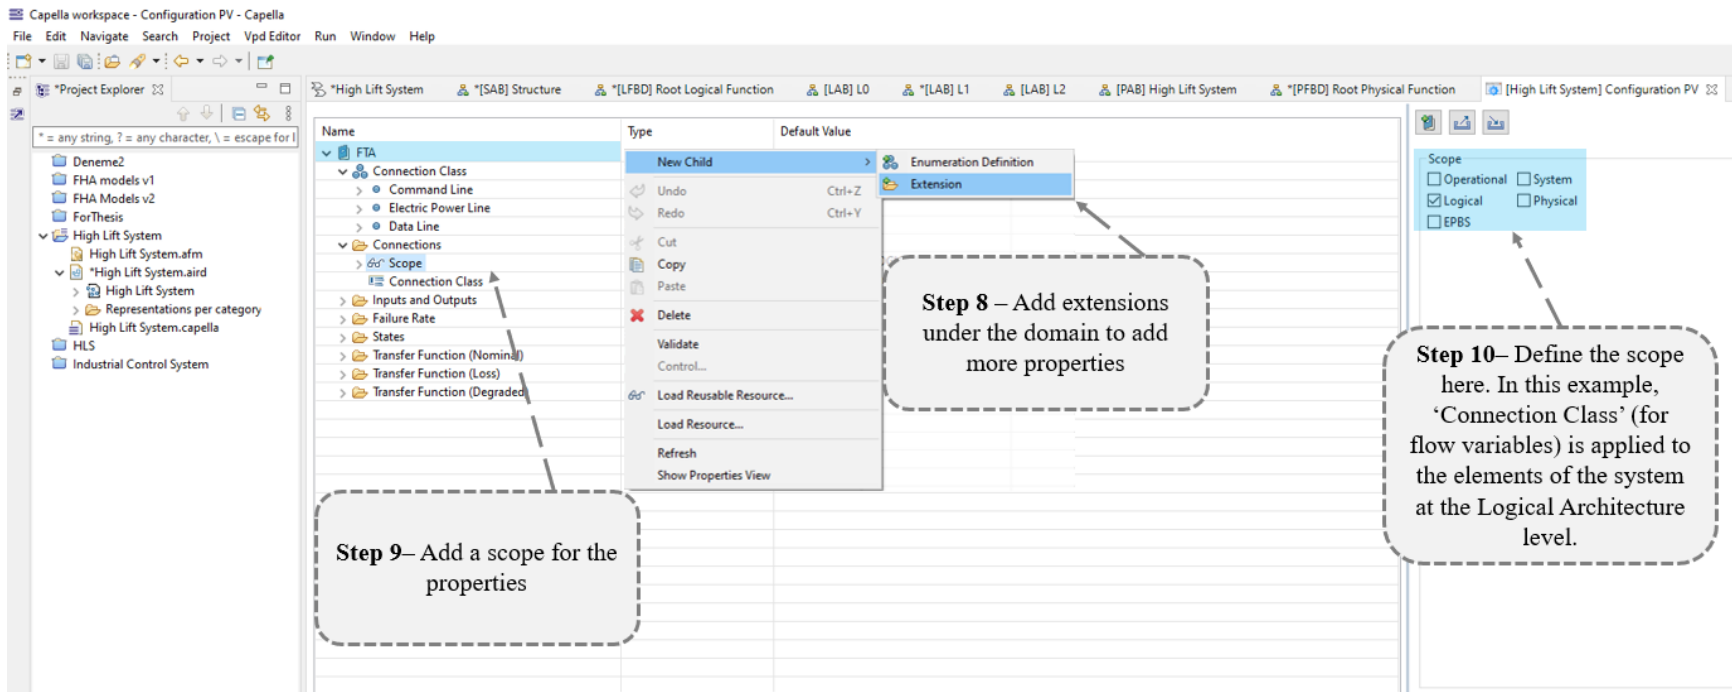 Capella workspace - Configuration PV - Capella
File Edit Navigate Search Project Vpd Editor Run Window Help
*Project Explorer
*High Lift System
*[SAB] Structure
*[LFBD] Root Logical Function
[LAB] L0
*[LAB] L1
[LAB] L2
[PAB] High Lift System
*[PFBD] Root Physical Function
[High Lift System] Configuration PV
* = any string, ? = any character, \ = escape for l
Deneme2
FHA models v1
FHA Models v2
ForThesis
High Lift System
High Lift System.afm
*High Lift System.aird
High Lift System
Representations per category
High Lift System.capella
HLS
Industrial Control System
Name Type Default Value
FTA
Connection Class
Command Line
Electric Power Line
Data Line
Connections
Scope
Connection Class
Inputs and Outputs
Failure Rate
States
Transfer Function (Nominal)
Transfer Function (Loss)
Transfer Function (Degraded)
New Child
Undo Ctrl+Z
Redo Ctrl+Y
Cut
Copy
Paste
Delete
Validate
Control...
Load Reusable Resource...
Load Resource...
Refresh
Show Properties View
Enumeration Definition
Extension
Scope
Operational System
Logical Physical
EPBS
Step 8 – Add extensions
under the domain to add
more properties
Step 9– Add a scope for the
properties
Step 10– Define the scope
here. In this example,
‘Connection Class’ (for
flow variables) is applied to
the elements of the system
at the Logical Architecture
level.